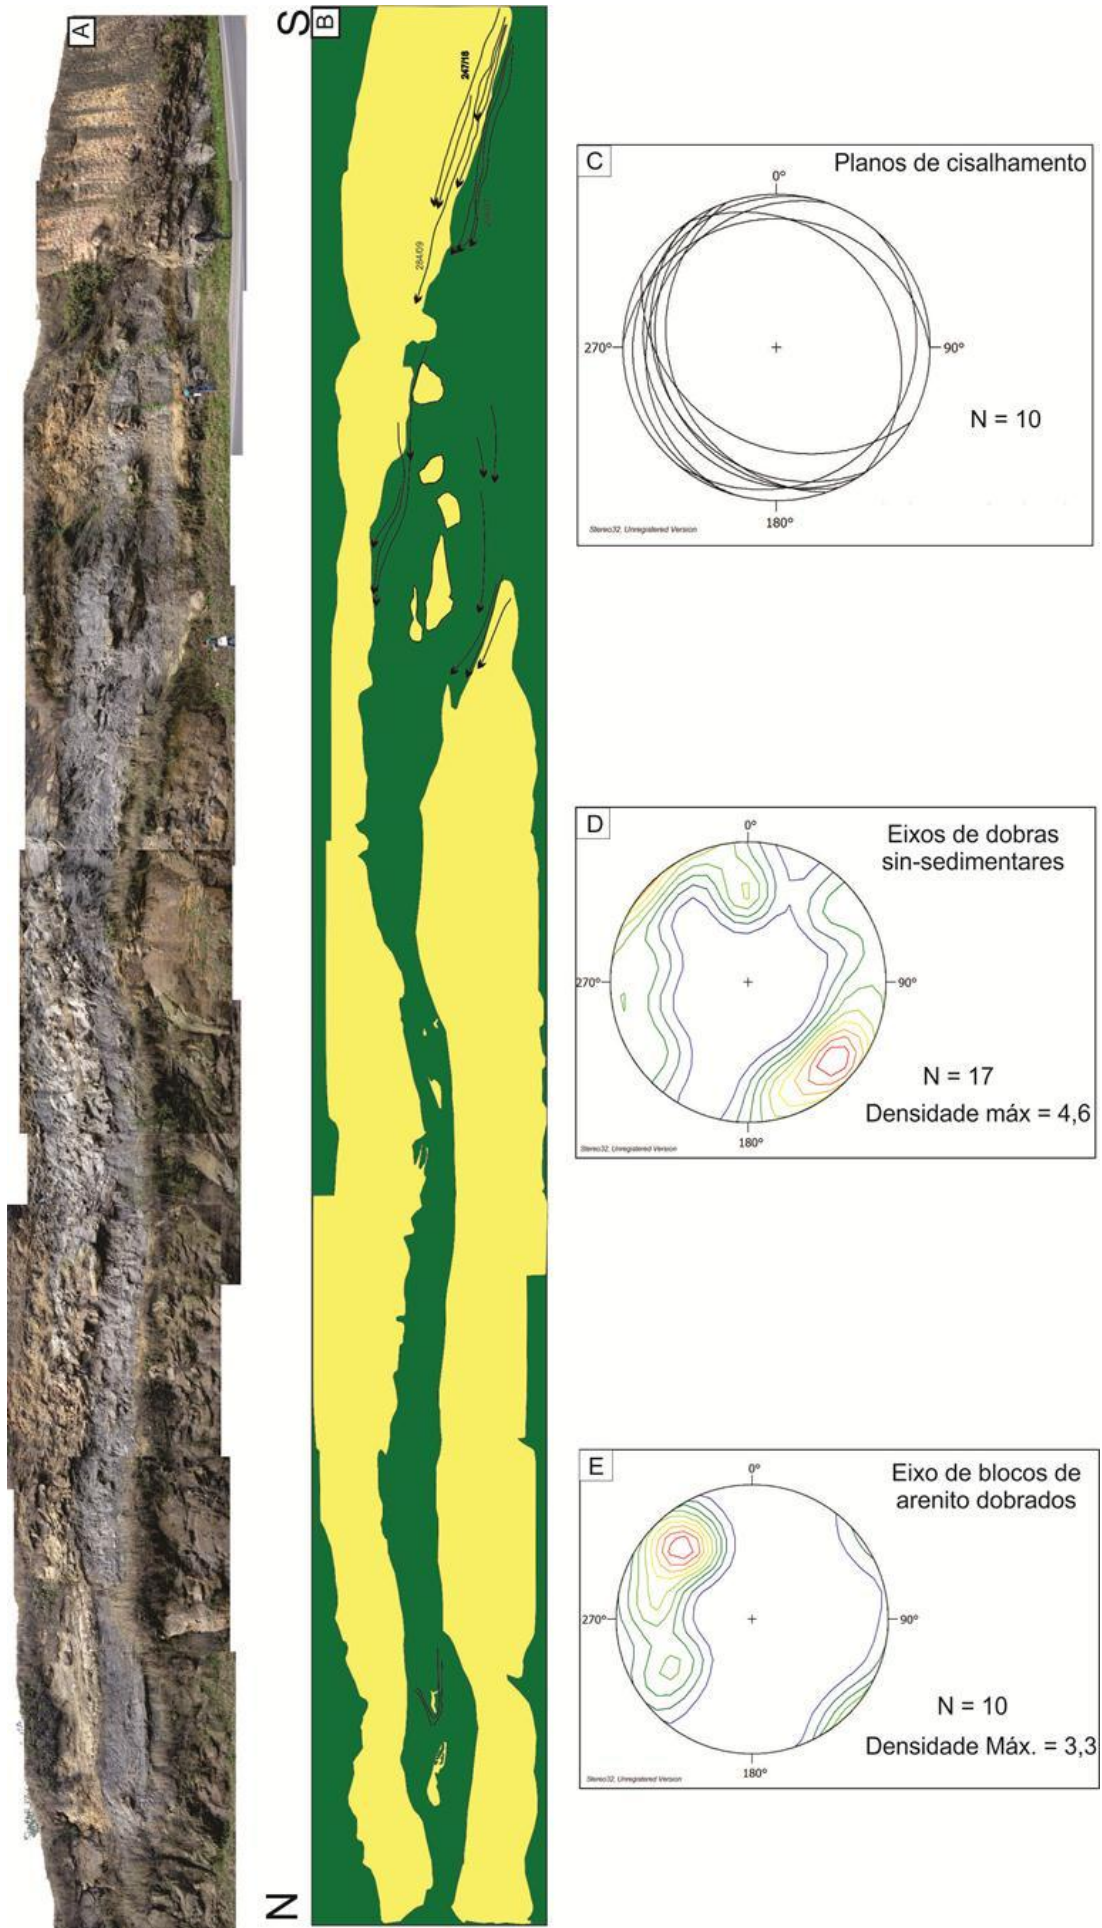 A
S
B
247/18
284/09
N
C
Planos de cisalhamento
0°
270°
90°
N = 10
180°
Stereo32, Unregistered Version
D
Eixos de dobras
sin-sedimentares
0°
270°
90°
N = 17
Densidade máx = 4,6
180°
Stereo32, Unregistered Version
E
Eixo de blocos de
arenito dobrados
0°
270°
90°
N = 10
Densidade Máx. = 3,3
180°
Stereo32, Unregistered Version